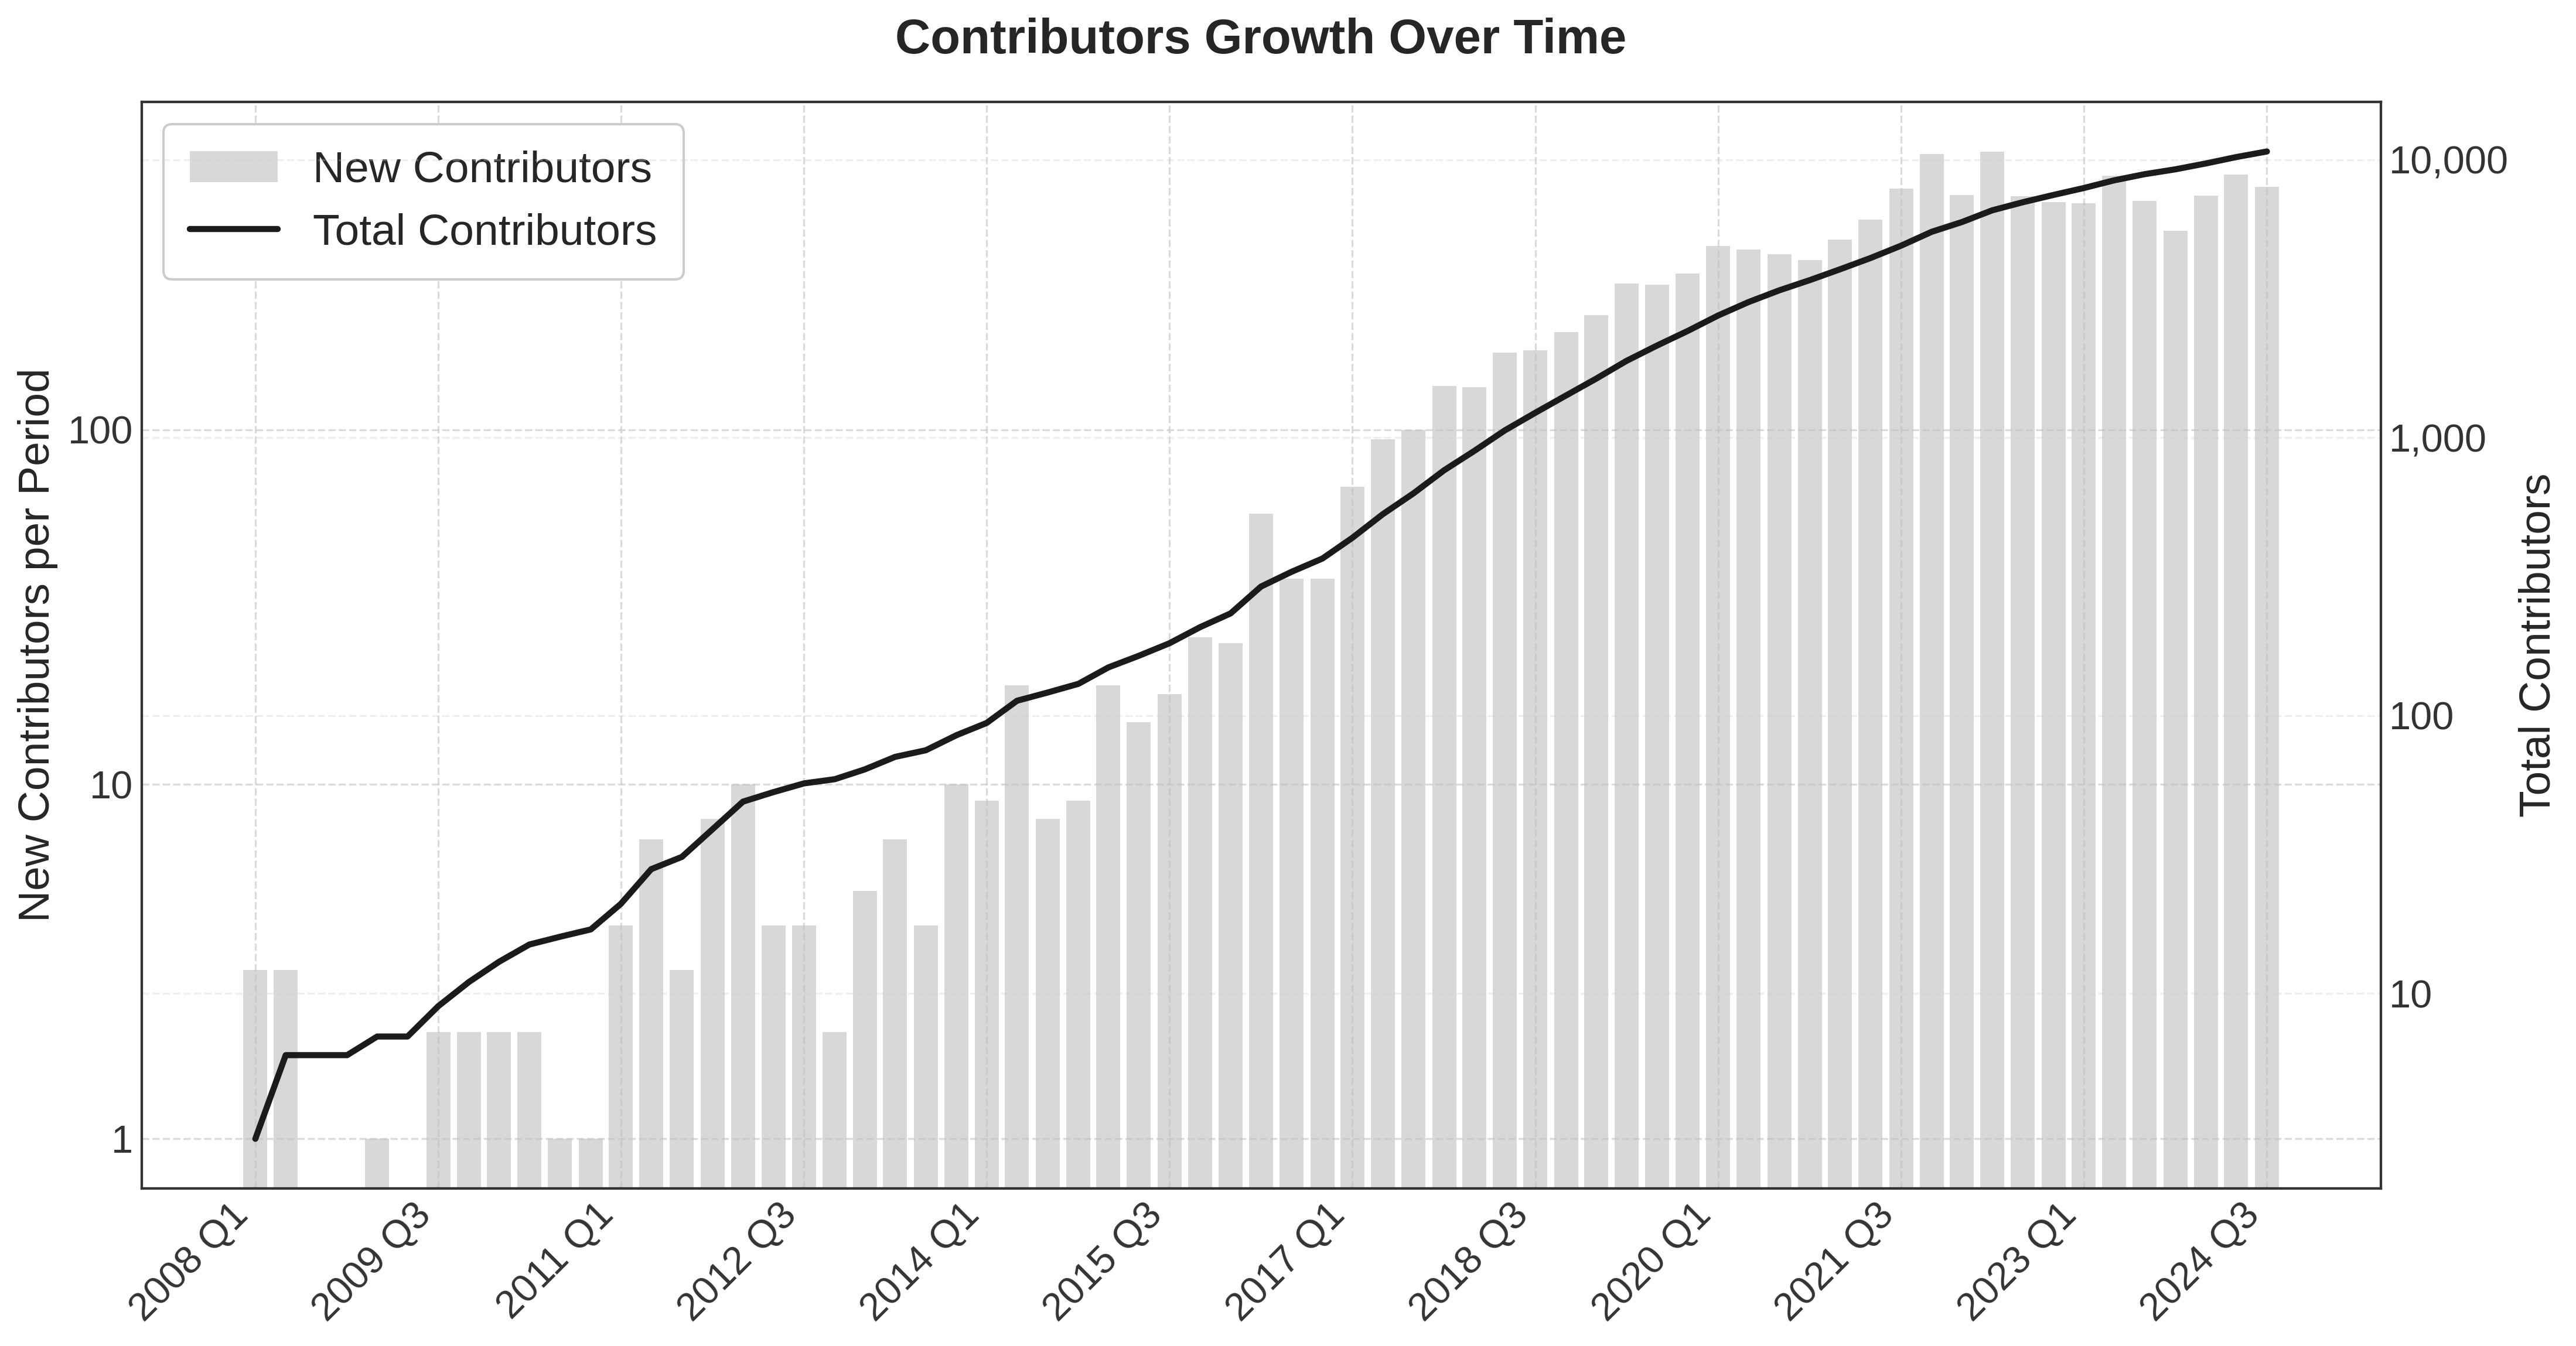 Contributors Growth Over Time
New Contributors
Total Contributors
New Contributors per Period
100
10
1
10,000
1,000
100
10
Total Contributors
2008 Q1
2009 Q3
2011 Q1
2012 Q3
2014 Q1
2015 Q3
2017 Q1
2018 Q3
2020 Q1
2021 Q3
2023 Q1
2024 Q3